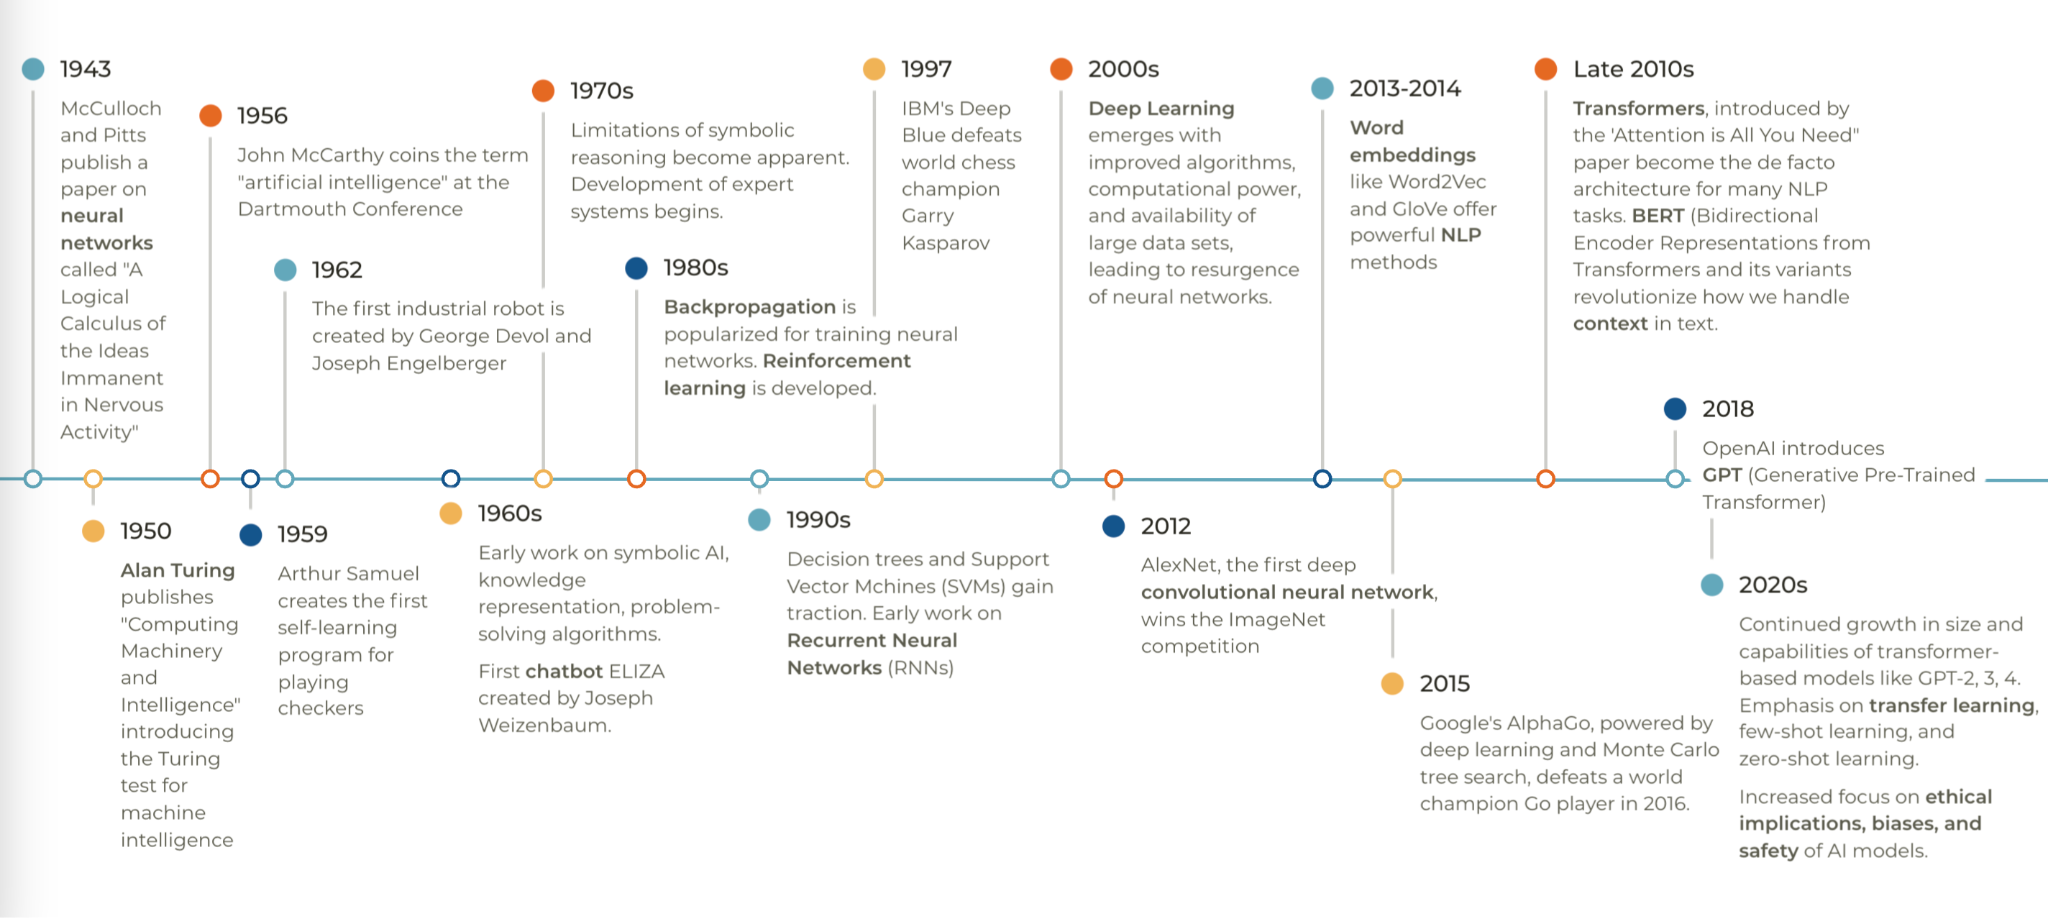 1943
McCulloch
and Pitts
publish a
paper on
neural
networks
called "A
Logical
Calculus of
the Ideas
Immanent
in Nervous
Activity"
1950
Alan Turing
publishes
"Computing
Machinery
and
Intelligence"
introducing
the Turing
test for
machine
intelligence
1956
John McCarthy coins the term
"artificial intelligence" at the
Dartmouth Conference
1959
Arthur Samuel
creates the first
self-learning
program for
playing
checkers
1962
The first industrial robot is
created by George Devol and
Joseph Engelberger
1960s
Early work on symbolic AI,
knowledge
representation, problem-
solving algorithms.
First chatbot ELIZA
created by Joseph
Weizenbaum.
1970s
Limitations of symbolic
reasoning become apparent.
Development of expert
systems begins.
1980s
Backpropagation is
popularized for training neural
networks. Reinforcement
learning is developed.
1990s
Decision trees and Support
Vector Mchines (SVMs) gain
traction. Early work on
Recurrent Neural
Networks (RNNs)
1997
IBM's Deep
Blue defeats
world chess
champion
Garry
Kasparov
2000s
Deep Learning
emerges with
improved algorithms,
computational power,
and availability of
large data sets,
leading to resurgence
of neural networks.
2012
AlexNet, the first deep
convolutional neural network,
wins the ImageNet
competition
2013-2014
Word
embeddings
like Word2Vec
and GloVe offer
powerful NLP
methods
2015
Google's AlphaGo, powered by
deep learning and Monte Carlo
tree search, defeats a world
champion Go player in 2016.
Late 2010s
Transformers, introduced by
the 'Attention is All You Need"
paper become the de facto
architecture for many NLP
tasks. BERT (Bidirectional
Encoder Representations from
Transformers and its variants
revolutionize how we handle
context in text.
2018
OpenAI introduces
GPT (Generative Pre-Trained
Transformer)
2020s
Continued growth in size and
capabilities of transformer-
based models like GPT-2, 3, 4.
Emphasis on transfer learning,
few-shot learning, and
zero-shot learning.
Increased focus on ethical
implications, biases, and
safety of AI models.